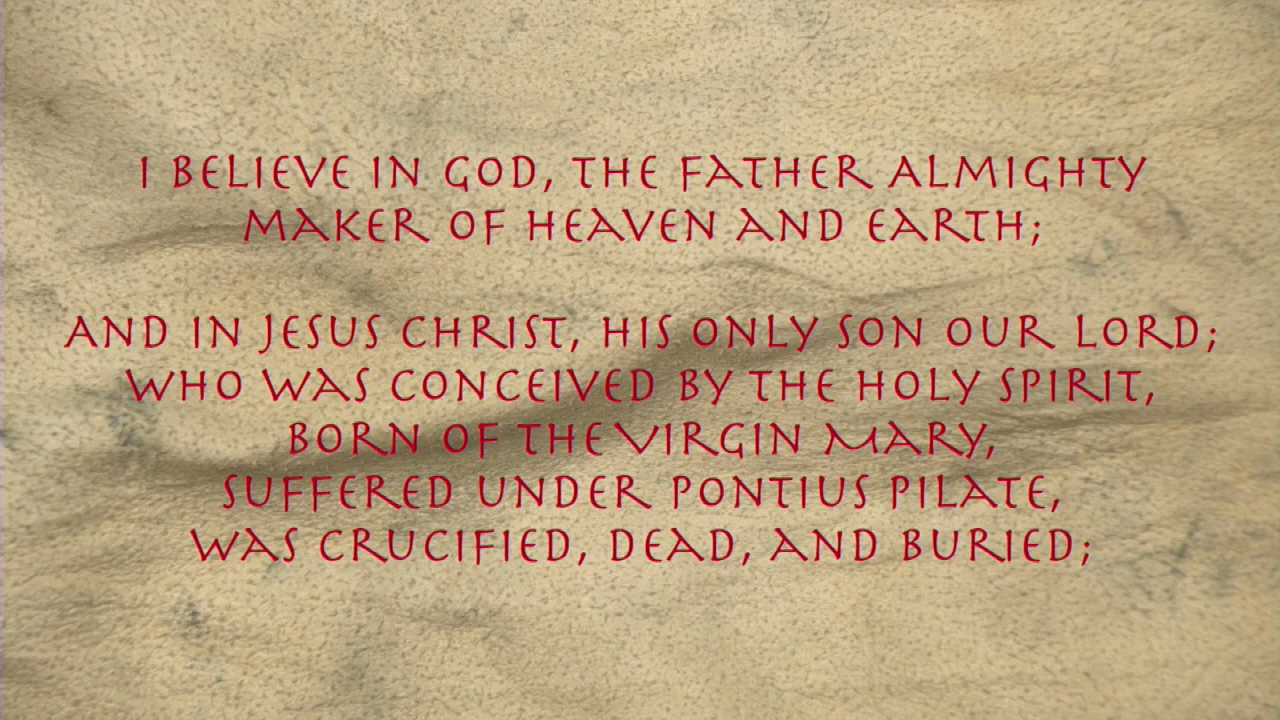 I BELIEVE IN GOD, THE FATHER ALMIGHTY
MAKER OF HEAVEN AND EARTH;
AND IN JESUS CHRIST, HIS ONLY SON OUR LORD;
WHO WAS CONCEIVED BY THE HOLY SPIRIT,
BORN OF THE VIRGIN MARY,
SUFFERED UNDER PONTIUS PILATE,
WAS CRUCIFIED, DEAD, AND BURIED;